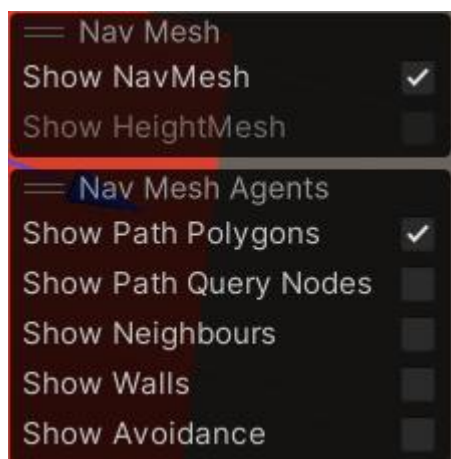 Nav Mesh
Show NavMesh
Show HeightMesh
Nav Mesh Agents
Show Path Polygons
Show Path Query Nodes
Show Neighbours
Show Walls
Show Avoidance